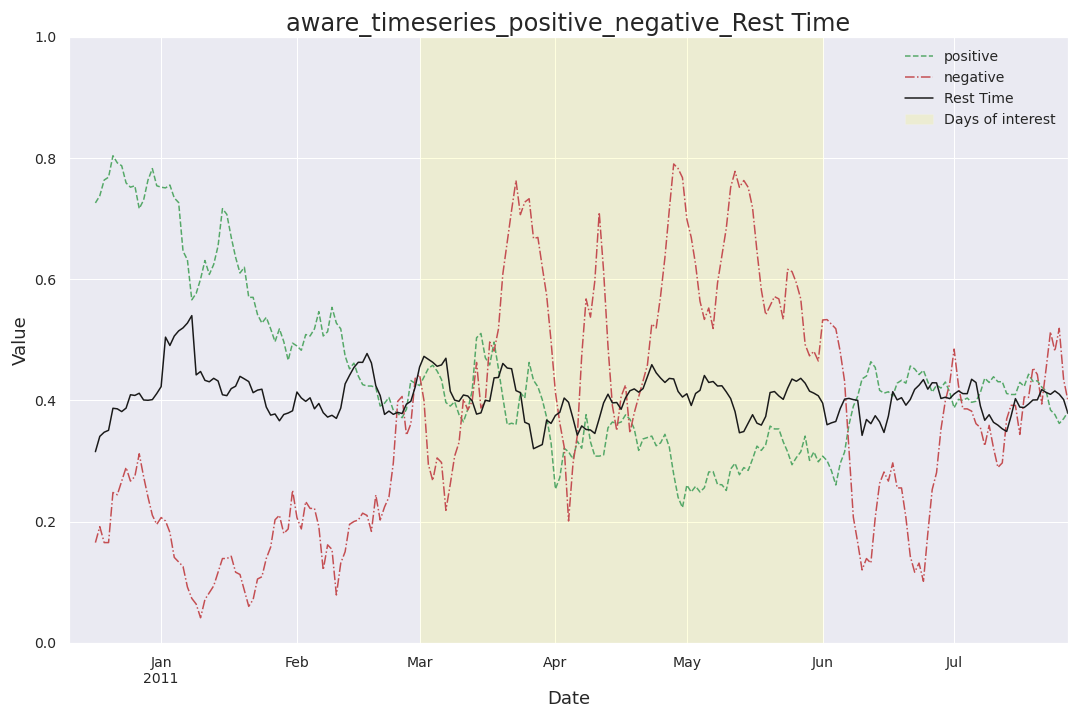 aware_timeseries_positive_negative_Rest Time
1.0
0.8
0.6
0.4
0.2
0.0
Value
positive
negative
Rest Time
Days of interest
Jan Feb Mar Apr May Jun Jul
2011
Date